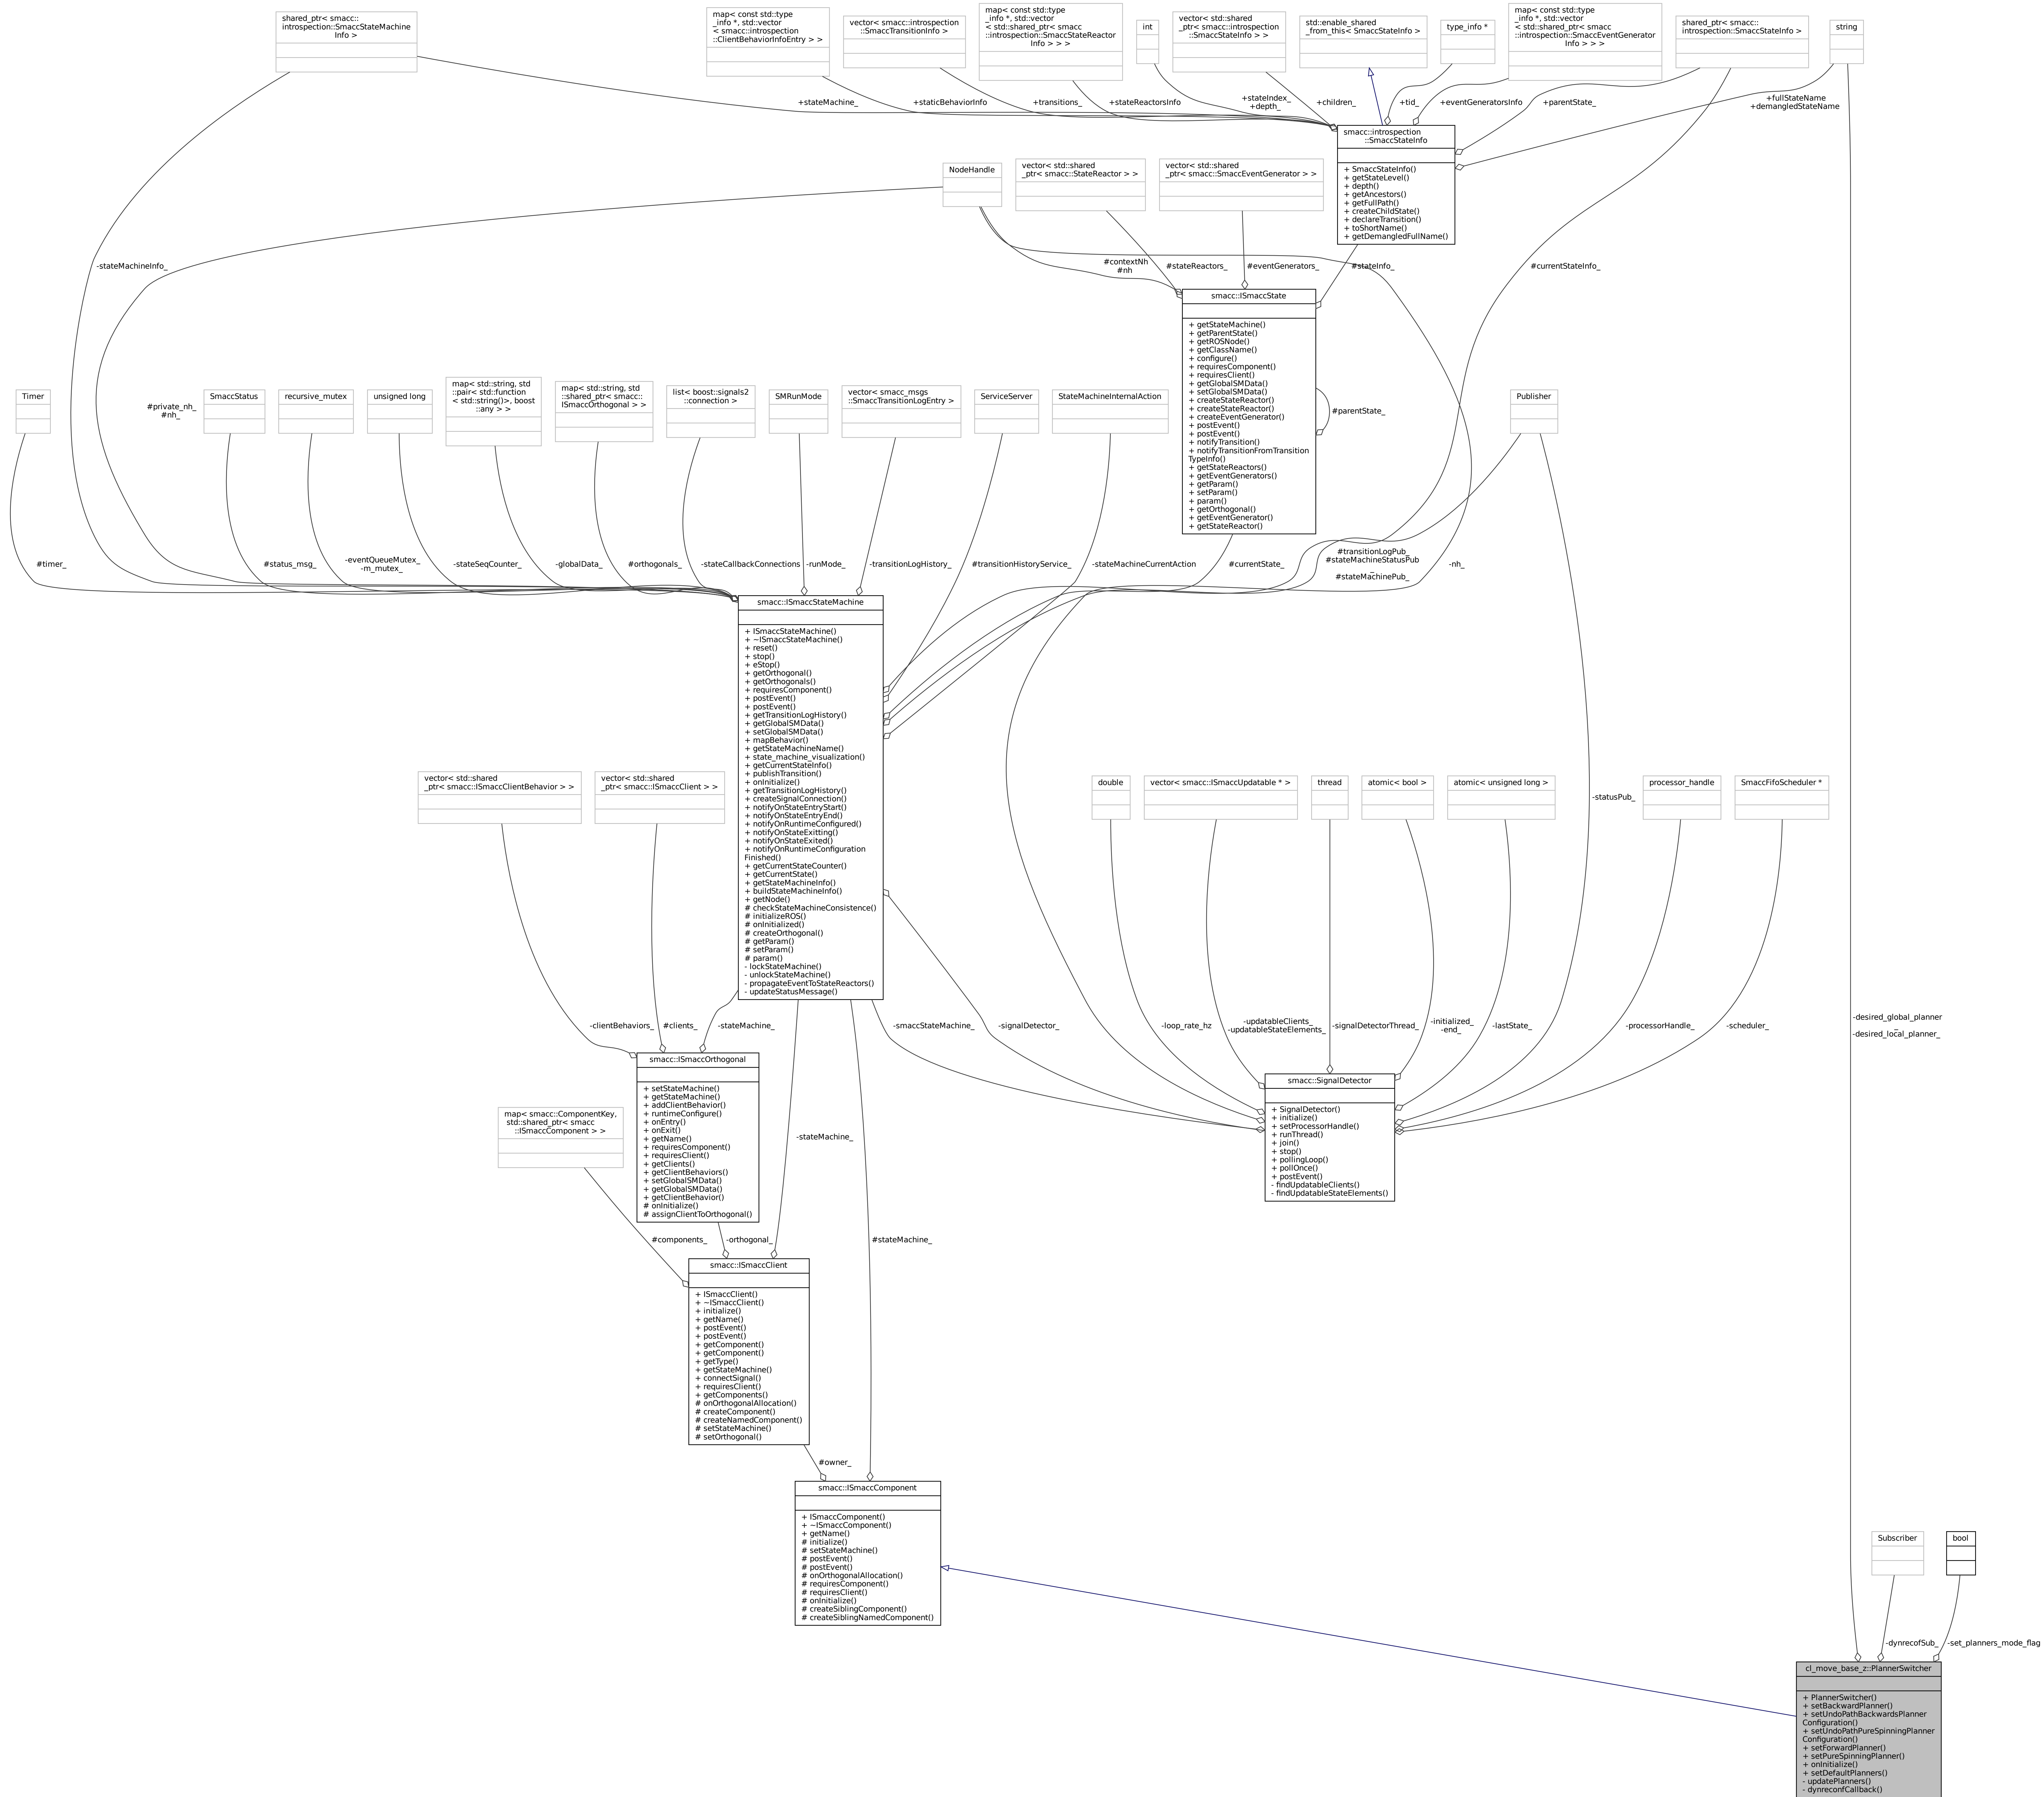 shared_ptr< smacc::
introspection::SmaccStateMachine
Info >
map< const std::type
_info *, std::vector
< smacc::introspection
::ClientBehaviorInfoEntry > >
vector< smacc::introspection
::SmaccTransitionInfo >
map< const std::type
_info *, std::vector
< std::shared_ptr< smacc
::introspection::SmaccStateReactor
Info > > >
int
vector< std::shared
_ptr< smacc::introspection
::SmaccStateInfo > >
std::enable_shared
_from_this< SmaccStateInfo >
type_info *
map< const std::type
_info *, std::vector
< std::shared_ptr< smacc
::introspection::SmaccEventGenerator
Info > > >
shared_ptr< smacc::
introspection::SmaccStateInfo >
string
+stateMachine_
+staticBehaviorInfo
+transitions_
+stateReactorsInfo
+stateIndex_
+depth_
+children_
+tid_
+eventGeneratorsInfo
+parentState_
+fullStateName
+demangledStateName
smacc::introspection
::SmaccStateInfo
+ SmaccStateInfo()
+ getStateLevel()
+ depth()
+ getAncestors()
+ getFullPath()
+ createChildState()
+ declareTransition()
+ toShortName()
+ getDemangledFullName()
NodeHandle
vector< std::shared
_ptr< smacc::StateReactor > >
vector< std::shared
_ptr< smacc::SmaccEventGenerator > >
-stateMachineInfo_
#contextNh
#nh
#stateReactors_
#eventGenerators_
#stateInfo_
#currentStateInfo_
smacc::ISmaccState
+ getStateMachine()
+ getParentState()
+ getROSNode()
+ getClassName()
+ configure()
+ requiresComponent()
+ requiresClient()
+ getGlobalSMData()
+ setGlobalSMData()
+ createStateReactor()
+ createStateReactor()
+ createEventGenerator()
+ postEvent()
+ postEvent()
+ notifyTransition()
+ notifyTransitionFromTransition
TypeInfo()
+ getStateReactors()
+ getEventGenerators()
+ getParam()
+ setParam()
+ param()
+ getOrthogonal()
+ getEventGenerator()
+ getStateReactor()
#parentState_
Timer
#private_nh_
#nh_
SmaccStatus
recursive_mutex
unsigned long
map< std::string, std
::pair< std::function
< std::string()>, boost
::any > >
map< std::string, std
::shared_ptr< smacc::
ISmaccOrthogonal > >
list< boost::signals2
::connection >
SMRunMode
vector< smacc_msgs
::SmaccTransitionLogEntry >
ServiceServer
StateMachineInternalAction
Publisher
#timer_
#status_msg_
-eventQueueMutex_
-m_mutex_
-stateSeqCounter_
-globalData_
#orthogonals_
-stateCallbackConnections
-runMode_
-transitionLogHistory_
#transitionHistoryService_
-stateMachineCurrentAction
#currentState_
#transitionLogPub_
#stateMachineStatusPub
_
#stateMachinePub_
-nh_
smacc::ISmaccStateMachine
+ ISmaccStateMachine()
+ ~ISmaccStateMachine()
+ reset()
+ stop()
+ eStop()
+ getOrthogonal()
+ getOrthogonals()
+ requiresComponent()
+ postEvent()
+ postEvent()
+ getTransitionLogHistory()
+ getGlobalSMData()
+ setGlobalSMData()
+ mapBehavior()
+ getStateMachineName()
+ state_machine_visualization()
+ getCurrentStateInfo()
+ publishTransition()
+ onInitialize()
+ getTransitionLogHistory()
+ createSignalConnection()
+ notifyOnStateEntryStart()
+ notifyOnStateEntryEnd()
+ notifyOnRuntimeConfigured()
+ notifyOnStateExitting()
+ notifyOnStateExited()
+ notifyOnRuntimeConfiguration
Finished()
+ getCurrentStateCounter()
+ getCurrentState()
+ getStateMachineInfo()
+ buildStateMachineInfo()
+ getNode()
# checkStateMachineConsistence()
# initializeROS()
# onInitialized()
# createOrthogonal()
# getParam()
# setParam()
# param()
- lockStateMachine()
- unlockStateMachine()
- propagateEventToStateReactors()
- updateStatusMessage()
vector< std::shared
_ptr< smacc::ISmaccClientBehavior > >
vector< std::shared
_ptr< smacc::ISmaccClient > >
double
vector< smacc::ISmaccUpdatable * >
thread
atomic< bool >
atomic< unsigned long >
-statusPub_
processor_handle
SmaccFifoScheduler *
-clientBehaviors_
#clients_
-stateMachine_
-smaccStateMachine_
-signalDetector_
-loop_rate_hz
-updatableClients_
-updatableStateElements_
-signalDetectorThread_
-initialized_
-end_
-lastState_
-processorHandle_
-scheduler_
-desired_global_planner
_
-desired_local_planner_
smacc::ISmaccOrthogonal
+ setStateMachine()
+ getStateMachine()
+ addClientBehavior()
+ runtimeConfigure()
+ onEntry()
+ onExit()
+ getName()
+ requiresComponent()
+ requiresClient()
+ getClients()
+ getClientBehaviors()
+ setGlobalSMData()
+ getGlobalSMData()
+ getClientBehavior()
# onInitialize()
# assignClientToOrthogonal()
smacc::SignalDetector
+ SignalDetector()
+ initialize()
+ setProcessorHandle()
+ runThread()
+ join()
+ stop()
+ pollingLoop()
+ pollOnce()
+ postEvent()
- findUpdatableClients()
- findUpdatableStateElements()
map< smacc::ComponentKey,
std::shared_ptr< smacc
::ISmaccComponent > >
-stateMachine_
#components_
-orthogonal_
#stateMachine_
smacc::ISmaccClient
+ ISmaccClient()
+ ~ISmaccClient()
+ initialize()
+ getName()
+ postEvent()
+ postEvent()
+ getComponent()
+ getComponent()
+ getType()
+ getStateMachine()
+ connectSignal()
+ requiresClient()
+ getComponents()
# onOrthogonalAllocation()
# createComponent()
# createNamedComponent()
# setStateMachine()
# setOrthogonal()
#owner_
smacc::ISmaccComponent
+ ISmaccComponent()
+ ~ISmaccComponent()
+ getName()
# initialize()
# setStateMachine()
# postEvent()
# postEvent()
# onOrthogonalAllocation()
# requiresComponent()
# requiresClient()
# onInitialize()
# createSiblingComponent()
# createSiblingNamedComponent()
Subscriber
bool
-dynrecofSub_
-set_planners_mode_flag
cl_move_base_z::PlannerSwitcher
+ PlannerSwitcher()
+ setBackwardPlanner()
+ setUndoPathBackwardsPlanner
Configuration()
+ setUndoPathPureSpinningPlanner
Configuration()
+ setForwardPlanner()
+ setPureSpinningPlanner()
+ onInitialize()
+ setDefaultPlanners()
- updatePlanners()
- dynreconfCallback()